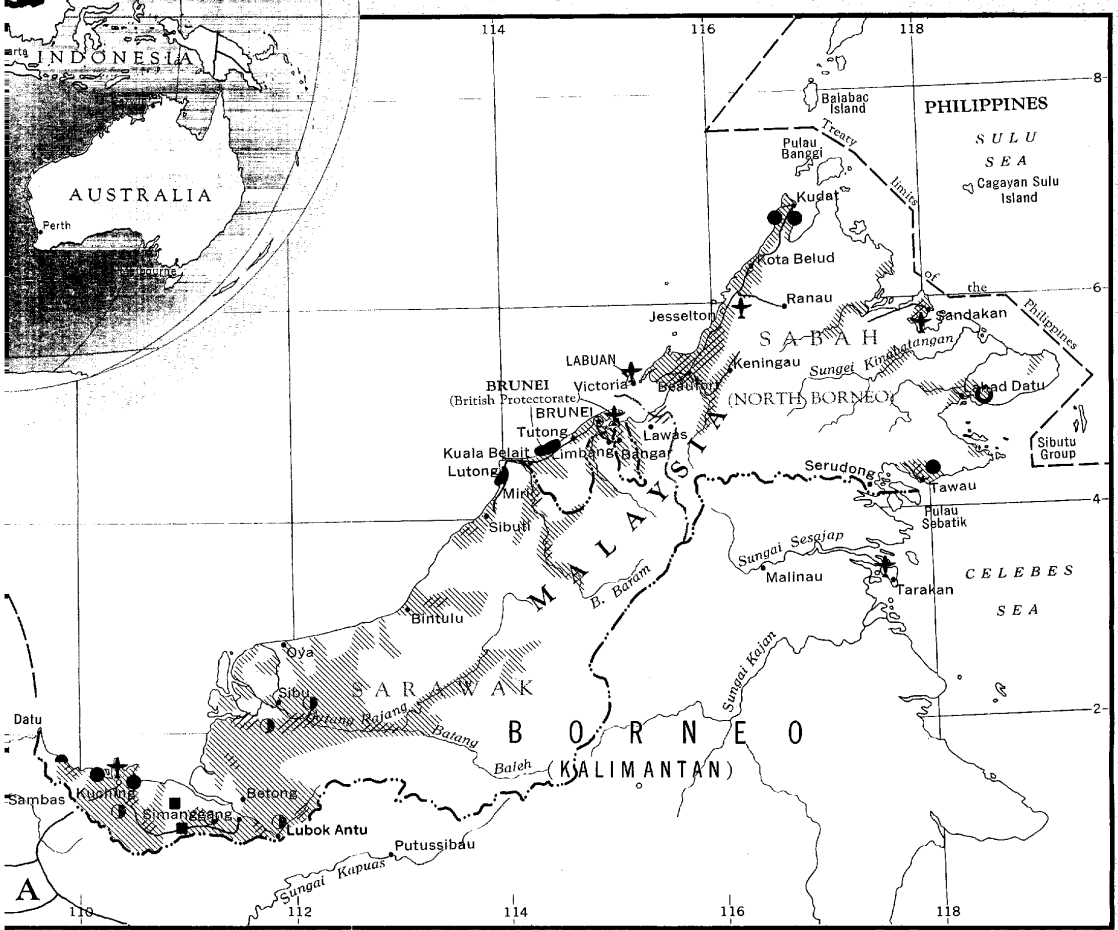 INDONESIA
AUSTRALIA
Perth
114
116
118
8
Balabac
Island
PHILIPPINES
SULU
SEA
Cagayan Sulu
Island
Treaty
limits
of
the
Philippines
Pulau
Banggi
Kudat
Kota Belud
6
Ranau
Jesselton
SABAH
Sandakan
Sungei Kinabatangan
Keningau
LABUAN
Victoria
Beaufort
(NORTH BORNEO)
Datu
BRUNEI
(British Protectorate)
BRUNEI
Tutong
Lawas
Kuala Belait
Limbang
Bangar
Lutong
Miri
Sibuti
Serudong
Tawau
Sibutu
Group
Pulau
Sebatik
4
MALAYSIA
Sungai Sesajap
Malinau
Tarakan
CELEBES
SEA
B. Baram
Bintulu
Oya
Sibu
SARAWAK
Batang Rajang
Batang
Baleh
Sungai Kajan
2
BORNEO
(KALIMANTAN)
Datu
Sambas
Kuching
Simanggang
Betong
Lubok Antu
Putussibau
Sungai Kapuas
A
110
112
114
116
118